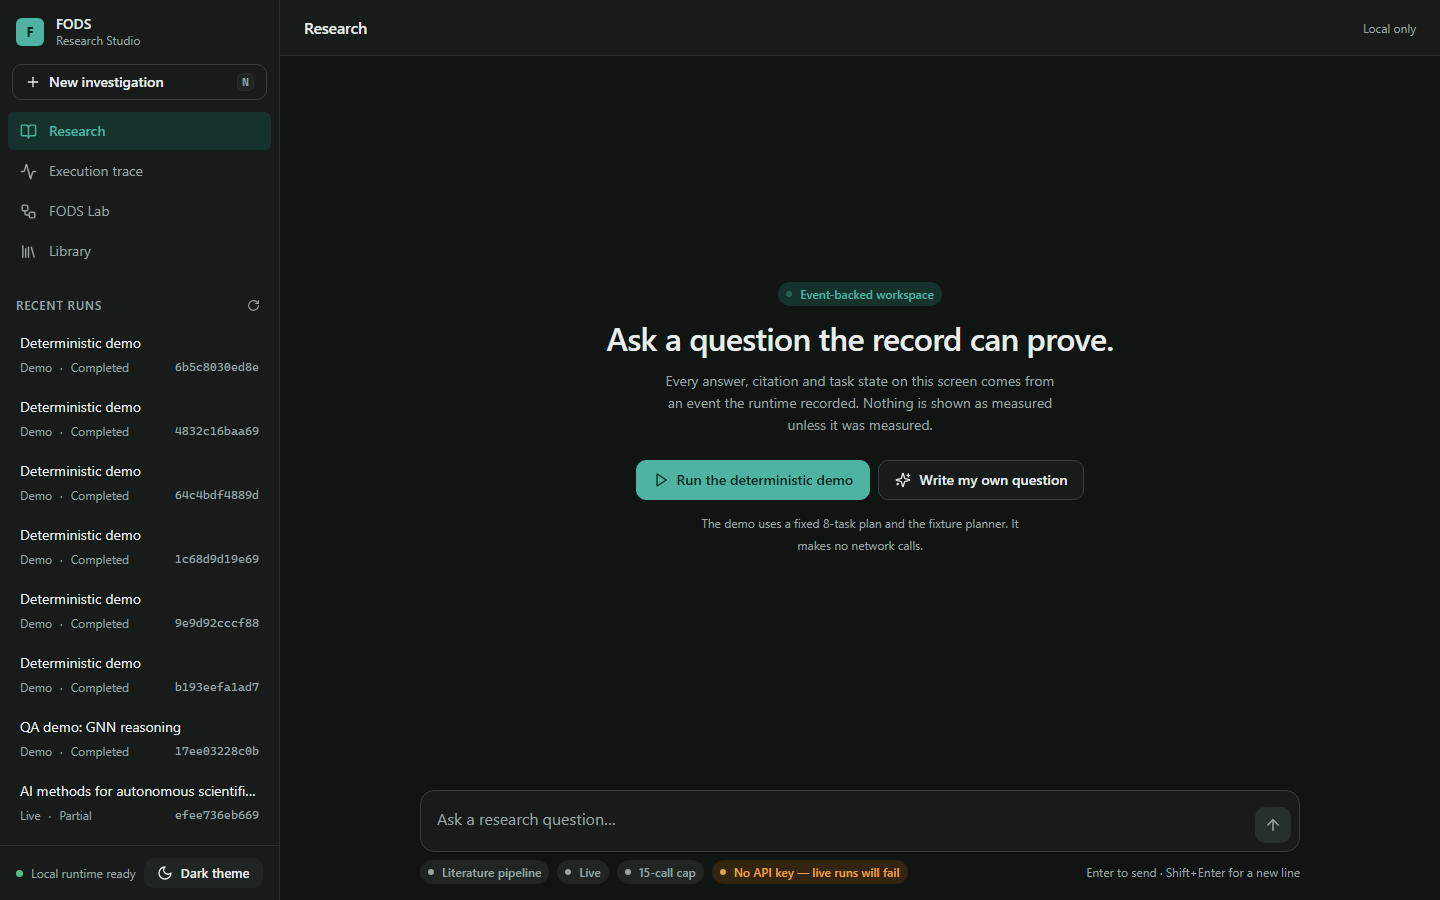 F
FODS
Research Studio
New investigation
N
Research
Execution trace
FODS Lab
Library
RECENT RUNS
Deterministic demo
Demo · Completed 6b5c8030ed8e
Deterministic demo
Demo · Completed 4832c16baa69
Deterministic demo
Demo · Completed 64c4bdf4889d
Deterministic demo
Demo · Completed 1c68d9d19e69
Deterministic demo
Demo · Completed 9e9d92cccf88
Deterministic demo
Demo · Completed b193eefa1ad7
QA demo: GNN reasoning
Demo · Completed 17ee03228c0b
AI methods for autonomous scientifi...
Live · Partial efee736eb669
Local runtime ready
Dark theme
Research
Local only
Event-backed workspace
Ask a question the record can prove.
Every answer, citation and task state on this screen comes from
an event the runtime recorded. Nothing is shown as measured
unless it was measured.
Run the deterministic demo
Write my own question
The demo uses a fixed 8-task plan and the fixture planner. It
makes no network calls.
Ask a research question...
Literature pipeline
Live
15-call cap
No API key — live runs will fail
Enter to send · Shift+Enter for a new line